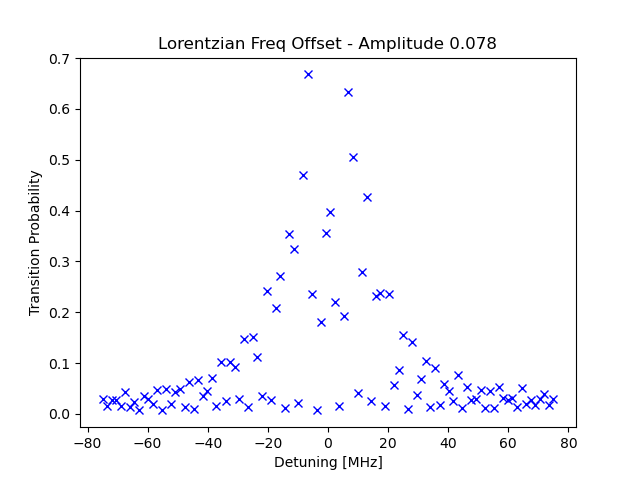 Lorentzian Freq Offset - Amplitude 0.078
0.7
0.6
0.5
0.4
0.3
0.2
0.1
0.0
Transition Probability
−80 −60 −40 −20 0 20 40 60 80
Detuning [MHz]